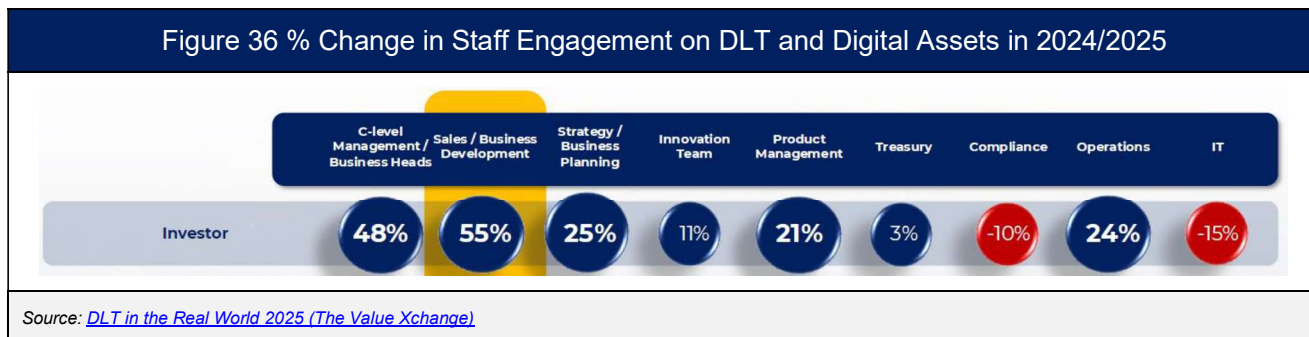 Figure 36 % Change in Staff Engagement on DLT and Digital Assets in 2024/2025
C-level
Management /
Business Heads
Sales / Business
Development
Strategy /
Business
Planning
Innovation
Team
Product
Management
Treasury
Compliance
Operations
IT
Investor
48%
55%
25%
11%
21%
3%
-10%
24%
-15%
Source: DLT in the Real World 2025 (The Value Xchange)